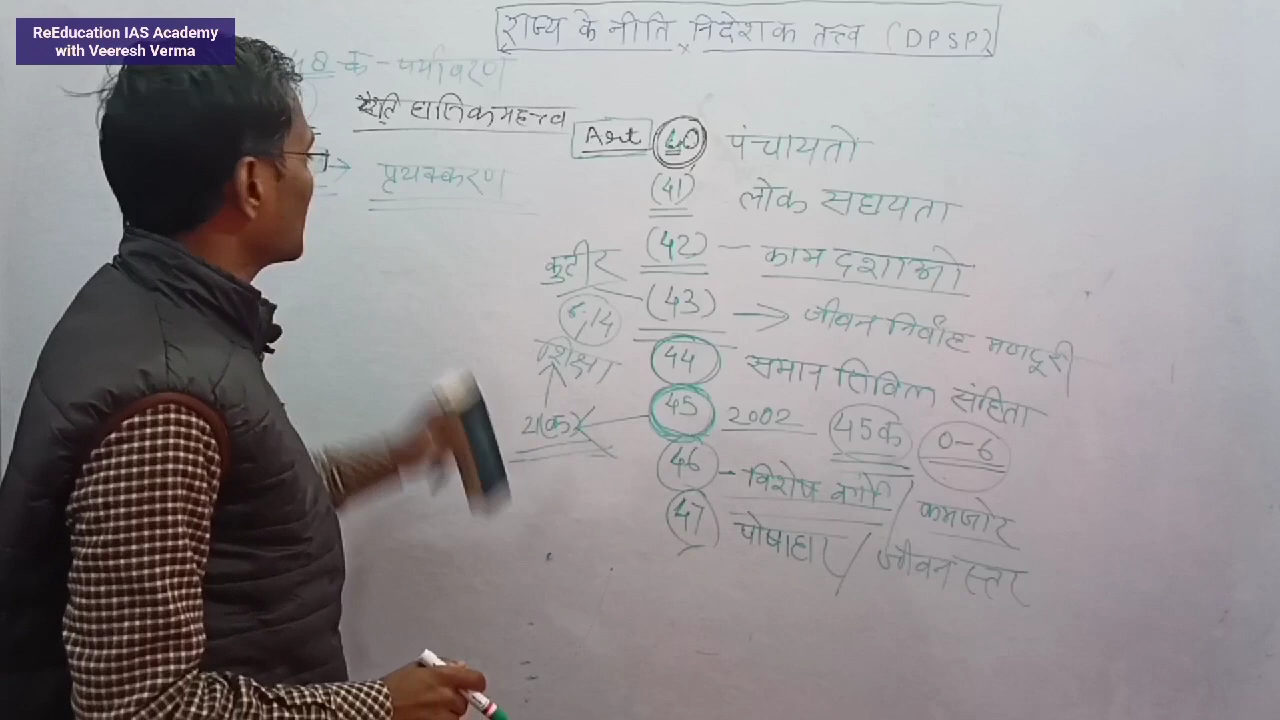 ReEducation IAS Academy
with Veeresh Verma
राज्य के नीति निदेशक तत्त्व (DPSP)
48 क - पर्यावरण
महत्त्व
→ पृथक्करण
Art 40 पंचायतो
(41) लोक सहायता
(42) - काम दशाओ
कुटीर (43) → जीवन निर्वाह मजदूरी
6-14
शिक्षा
44 समान सिविल संहिता
45 2002 45क 0-6
46 - विशेष वर्गो / कमजोर
47 पोषाहार / जीवन स्तर